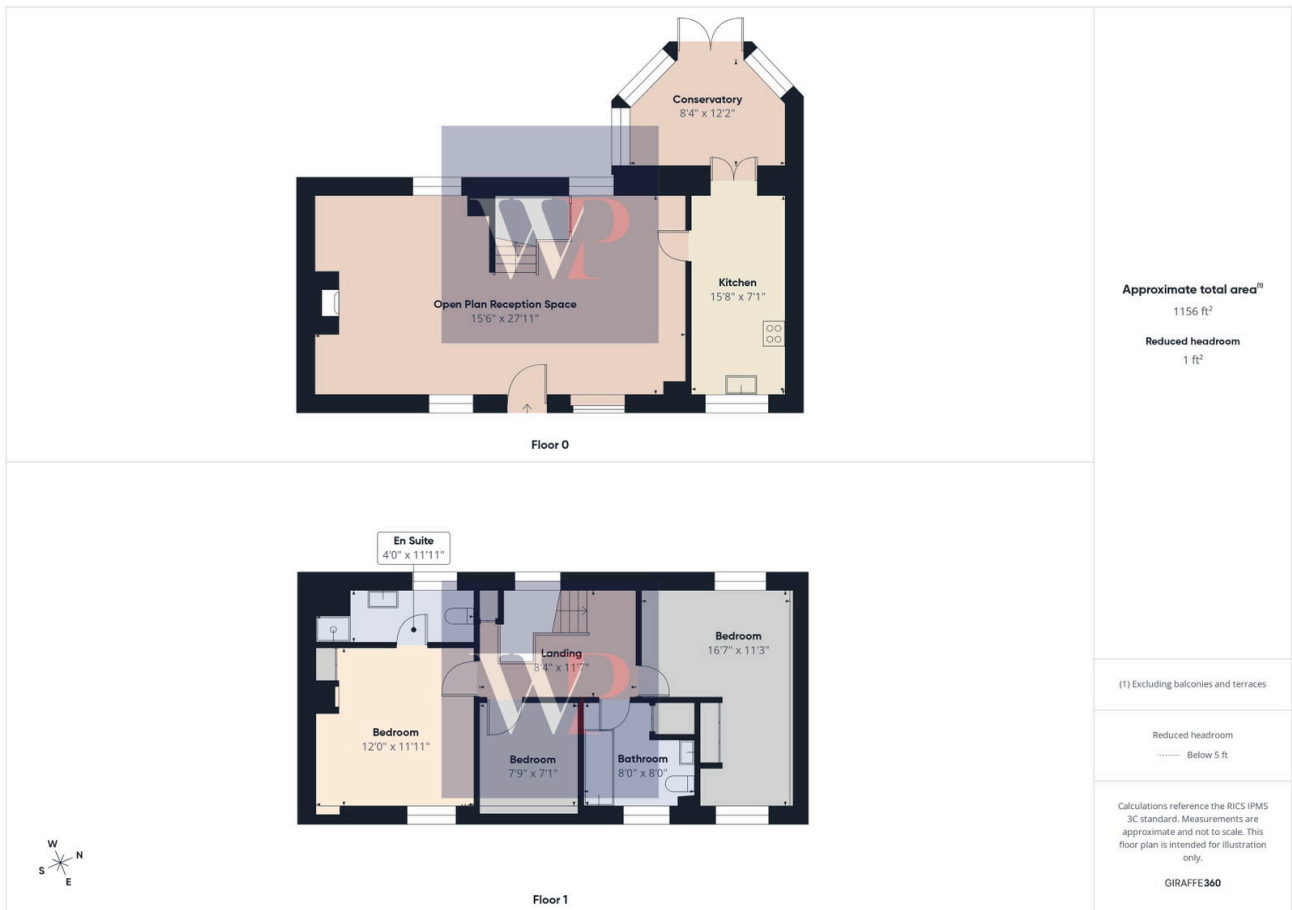 Conservatory
8'4" x 12'2"
WP
Open Plan Reception Space
15'6" x 27'11"
Kitchen
15'8" x 7'1"
Floor 0
Approximate total area(1)
1156 ft²
Reduced headroom
1 ft²
En Suite
4'0" x 11'11"
Landing
8'4" x 11'7"
WP
Bedroom
16'7" x 11'3"
Bedroom
12'0" x 11'11"
Bedroom
7'9" x 7'1"
Bathroom
8'0" x 8'0"
W
N
S
E
Floor 1
(1) Excluding balconies and terraces
Reduced headroom
Below 5 ft
Calculations reference the RICS IPMS
3C standard. Measurements are
approximate and not to scale. This
floor plan is intended for illustration
only.
GIRAFFE360